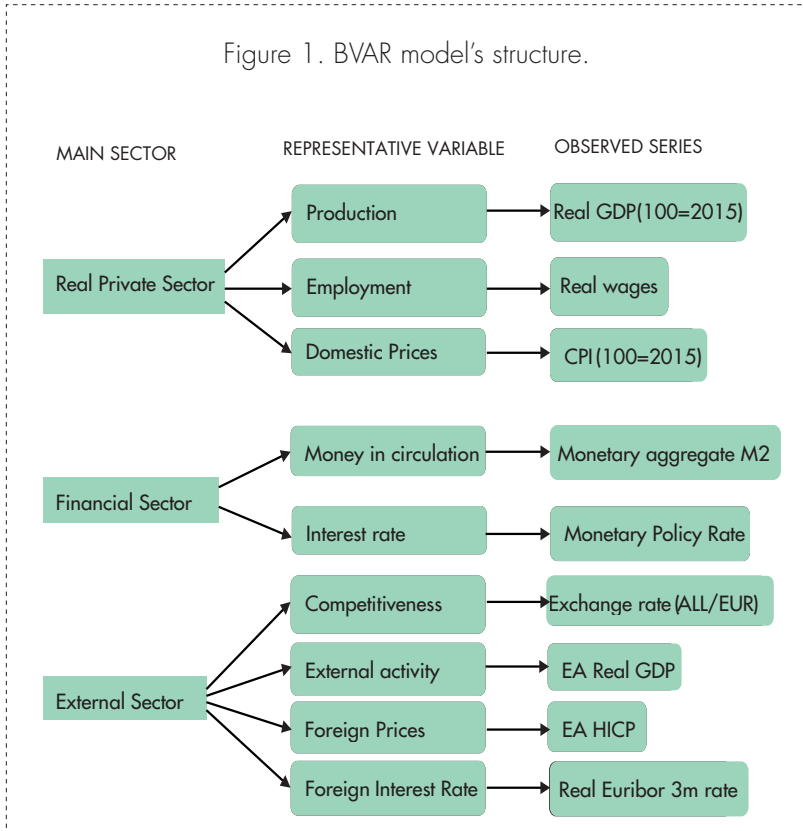 Figure 1. BVAR model's structure.
MAIN SECTOR
REPRESENTATIVE VARIABLE
OBSERVED SERIES
Real Private Sector
Production
Real GDP(100=2015)
Employment
Real wages
Domestic Prices
CPI(100=2015)
Financial Sector
Money in circulation
Monetary aggregate M2
Interest rate
Monetary Policy Rate
External Sector
Competitiveness
Exchange rate (ALL/EUR)
External activity
EA Real GDP
Foreign Prices
EA HICP
Foreign Interest Rate
Real Euribor 3m rate